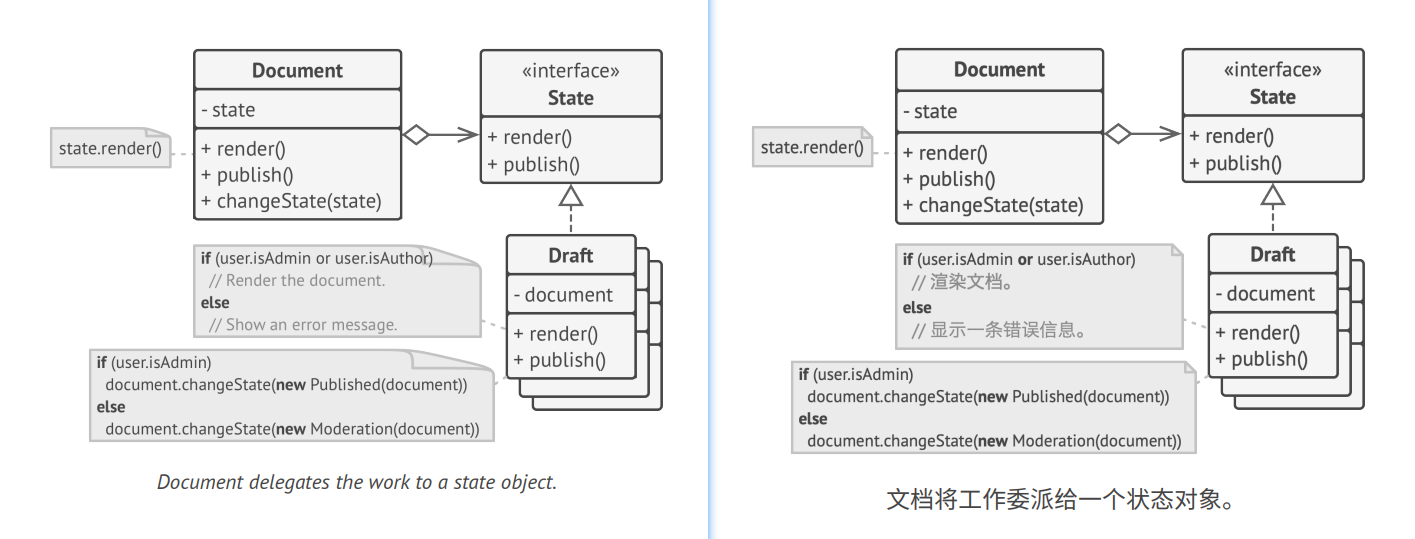 Document
- state
+ render()
+ publish()
+ changeState(state)
«interface»
State
+ render()
+ publish()
state.render()
Draft
- document
+ render()
+ publish()
if (user.isAdmin or user.isAuthor)
// Render the document.
else
// Show an error message.
if (user.isAdmin)
document.changeState(new Published(document))
else
document.changeState(new Moderation(document))
Document delegates the work to a state object.
Document
- state
+ render()
+ publish()
+ changeState(state)
«interface»
State
+ render()
+ publish()
state.render()
Draft
- document
+ render()
+ publish()
if (user.isAdmin or user.isAuthor)
// 渲染文档。
else
// 显示一条错误信息。
if (user.isAdmin)
document.changeState(new Published(document))
else
document.changeState(new Moderation(document))
文档将工作委派给一个状态对象。